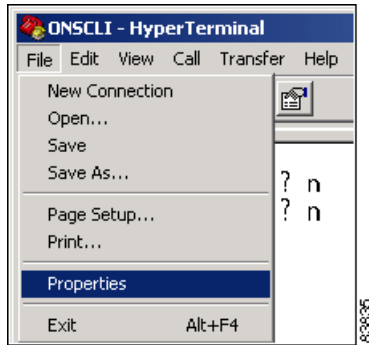 ONSCLI - HyperTerminal
File Edit View Call Transfer Help
New Connection
Open...
Save
Save As...
? n
Page Setup...
? n
Print...
Properties
Exit Alt+F4
83835